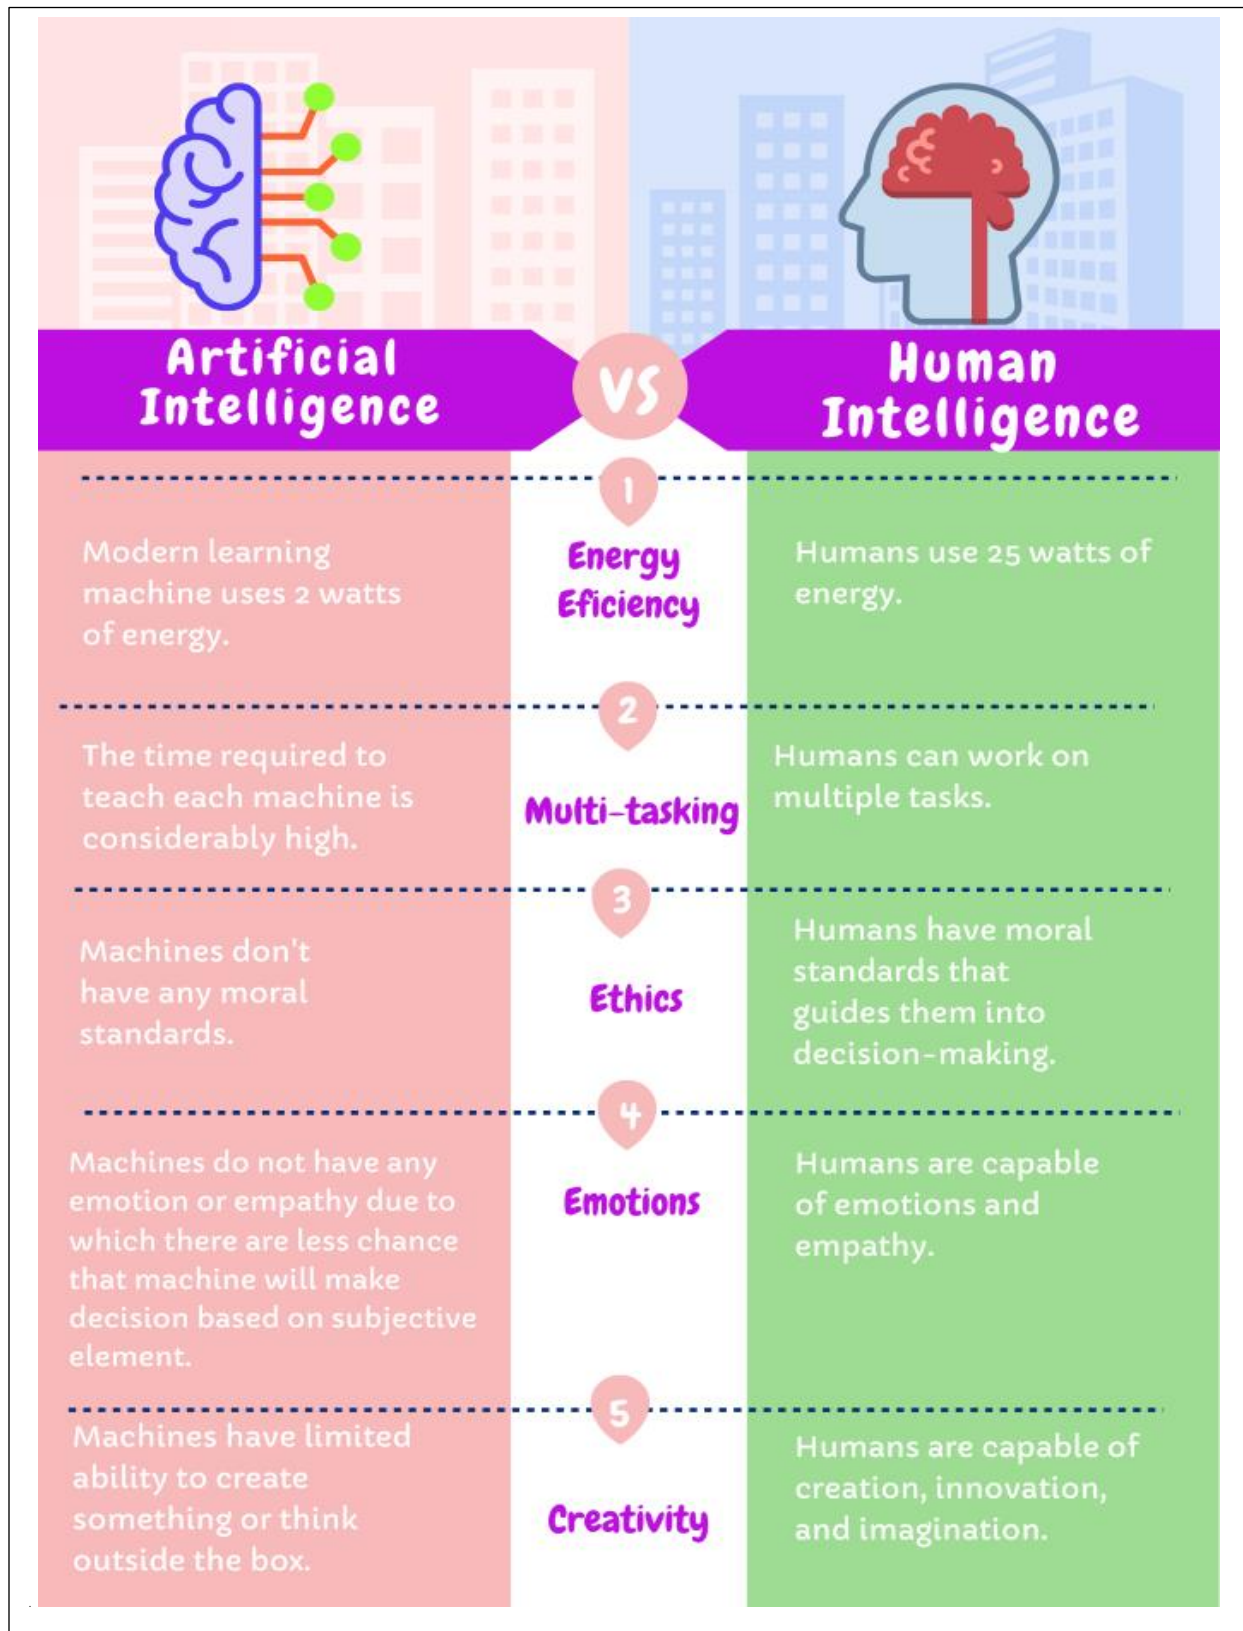 Artificial
Intelligence
VS
Human
Intelligence
1
Modern learning
machine uses 2 watts
of energy.
Energy
Eficiency
Humans use 25 watts of
energy.
2
The time required to
teach each machine is
considerably high.
Multi-tasking
Humans can work on
multiple tasks.
3
Machines don't
have any moral
standards.
Ethics
Humans have moral
standards that
guides them into
decision-making.
4
Machines do not have any
emotion or empathy due to
which there are less chance
that machine will make
decision based on subjective
element.
Emotions
Humans are capable
of emotions and
empathy.
5
Machines have limited
ability to create
something or think
outside the box.
Creativity
Humans are capable of
creation, innovation,
and imagination.